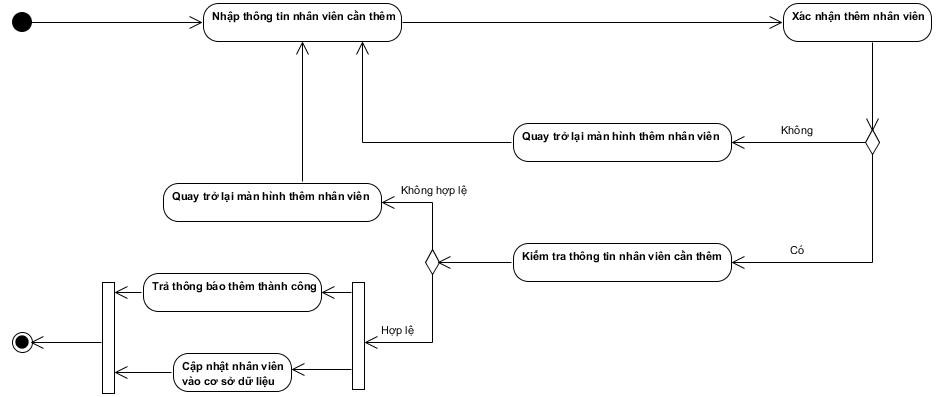 Nhập thông tin nhân viên cần thêm
Xác nhận thêm nhân viên
Quay trở lại màn hình thêm nhân viên
Không
Quay trở lại màn hình thêm nhân viên
Không hợp lệ
Kiểm tra thông tin nhân viên cần thêm
Có
Trả thông báo thêm thành công
Hợp lệ
Cập nhật nhân viên
vào cơ sở dữ liệu